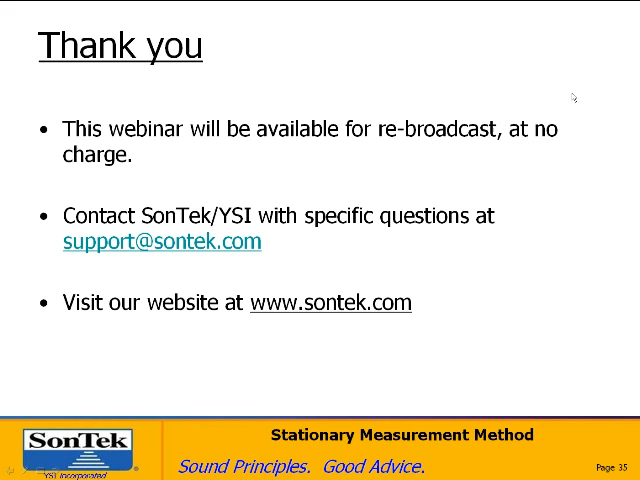 Thank you
• This webinar will be available for re-broadcast, at no
charge.
• Contact SonTek/YSI with specific questions at
support@sontek.com
• Visit our website at www.sontek.com
SonTek
YSI incorporated
Stationary Measurement Method
Sound Principles. Good Advice.
Page 35